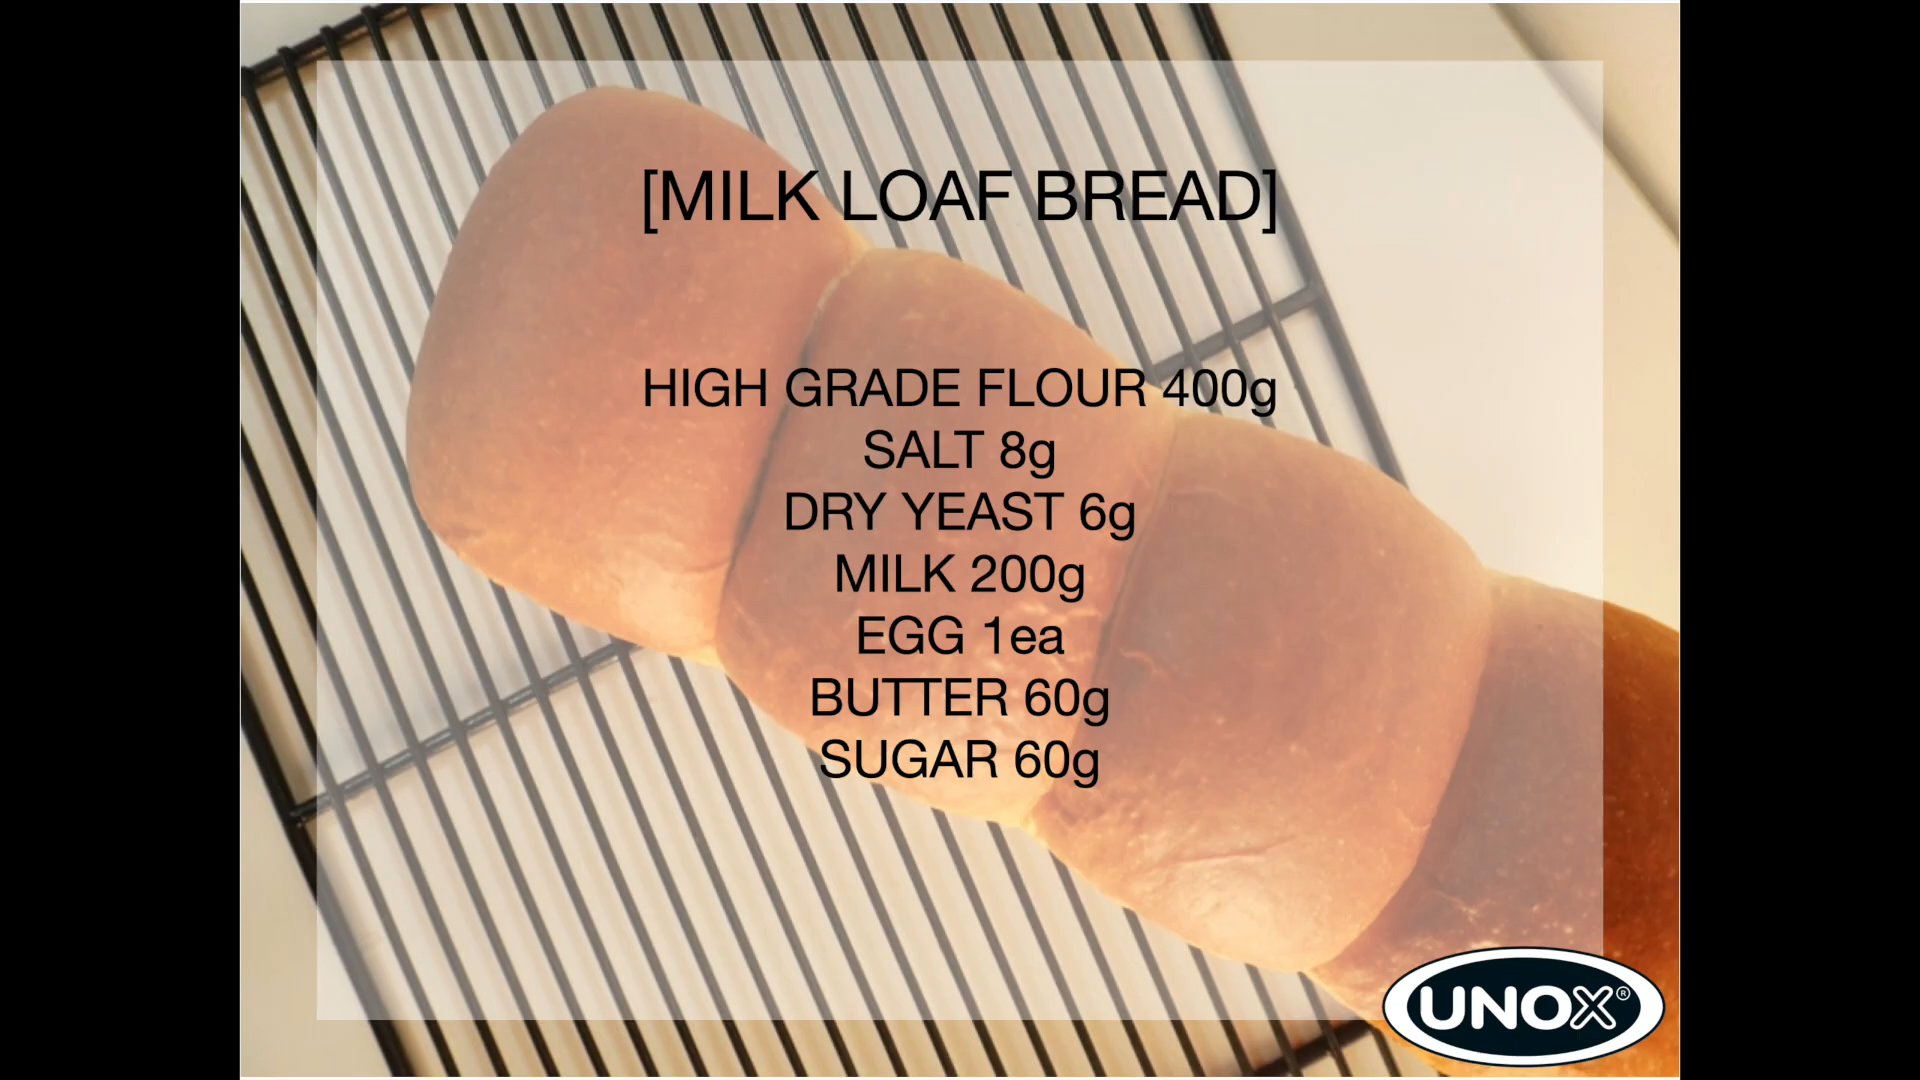 [MILK LOAF BREAD]
HIGH GRADE FLOUR 400g
SALT 8g
DRY YEAST 6g
MILK 200g
EGG 1ea
BUTTER 60g
SUGAR 60g
UNOX®